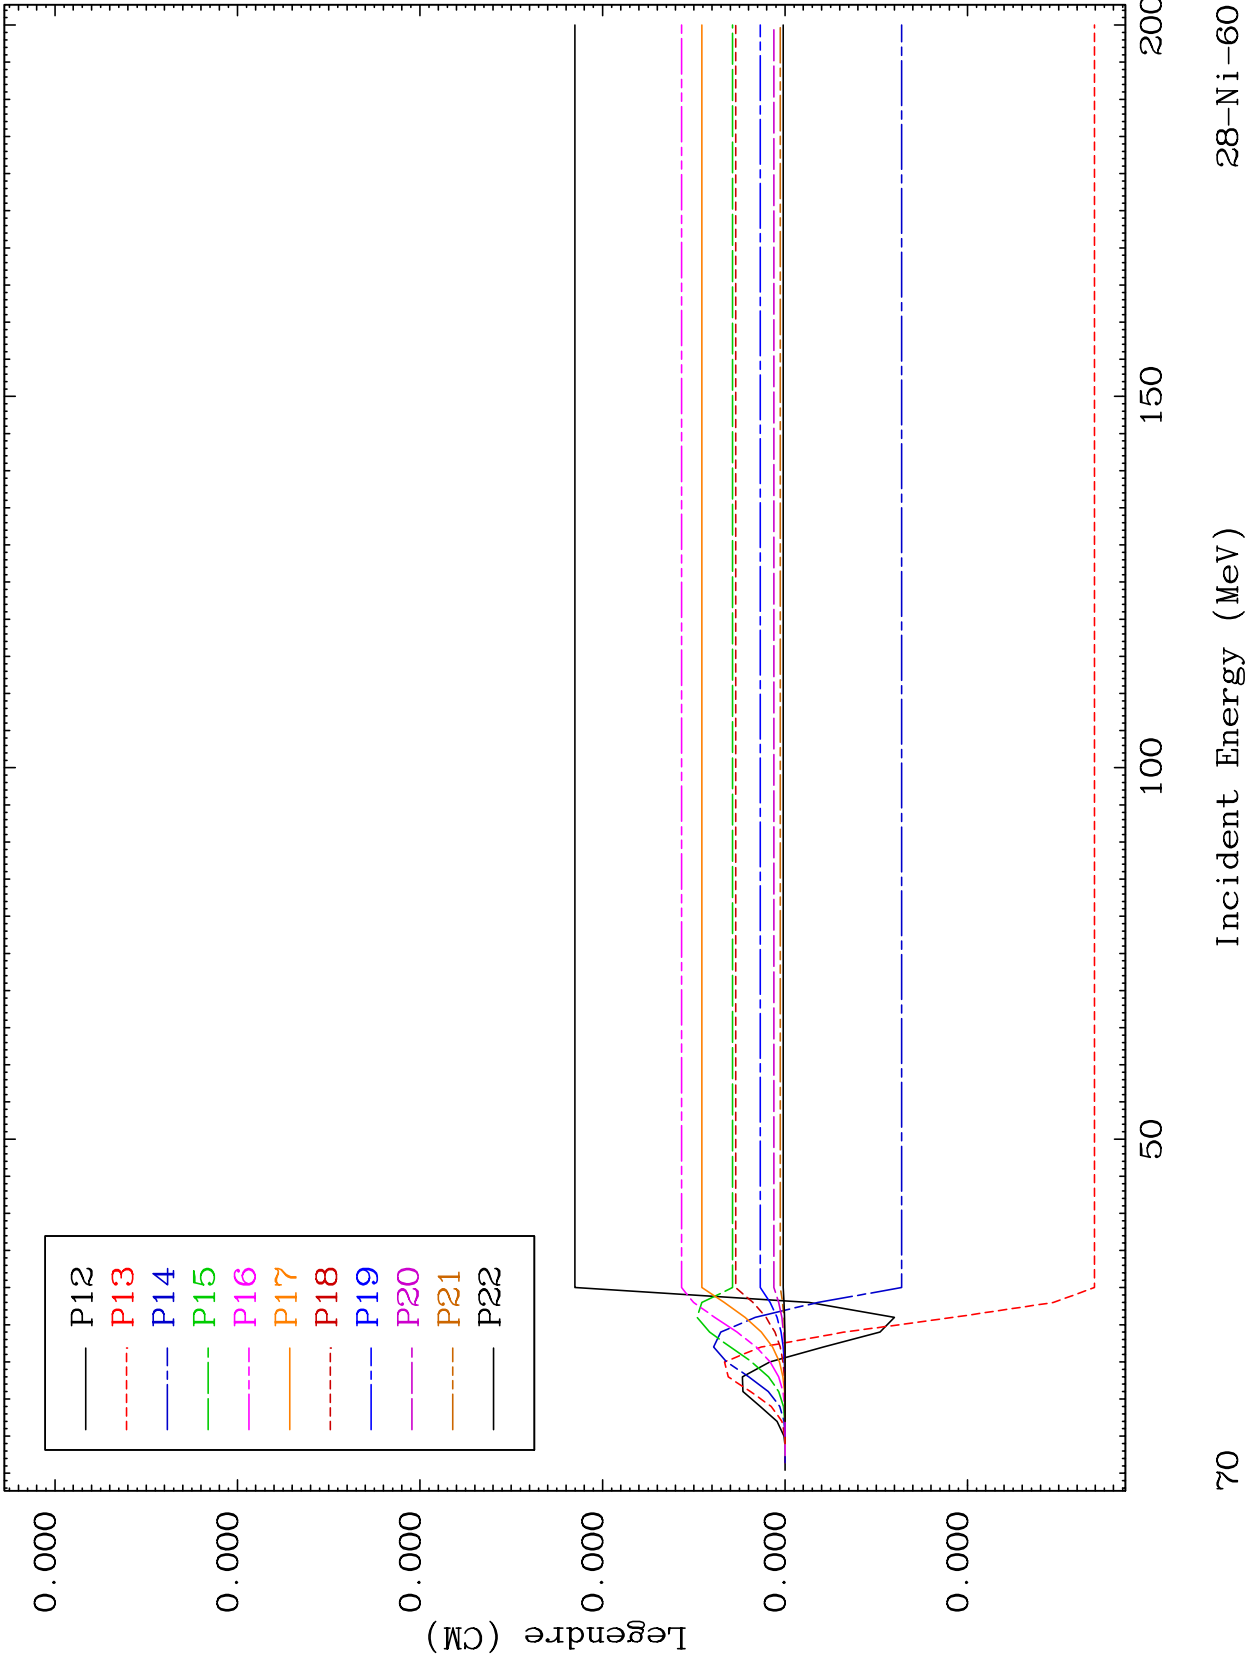 P12
P13
P14
P15
P16
P17
P18
P19
P20
P21
P22
Legendre (CM)
0.000
0.000
0.000
0.000
0.000
0.000
50
100
150
200
Incident Energy (MeV)
70
28-Ni-60